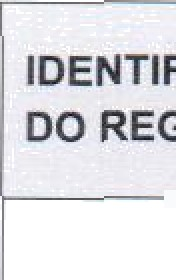 IDENTIF
DO REG